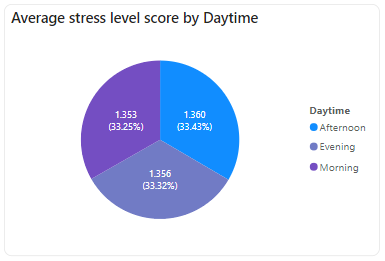 Average stress level score by Daytime
1.353
(33.25%)
1.360
(33.43%)
1.356
(33.32%)
Daytime
Afternoon
Evening
Morning